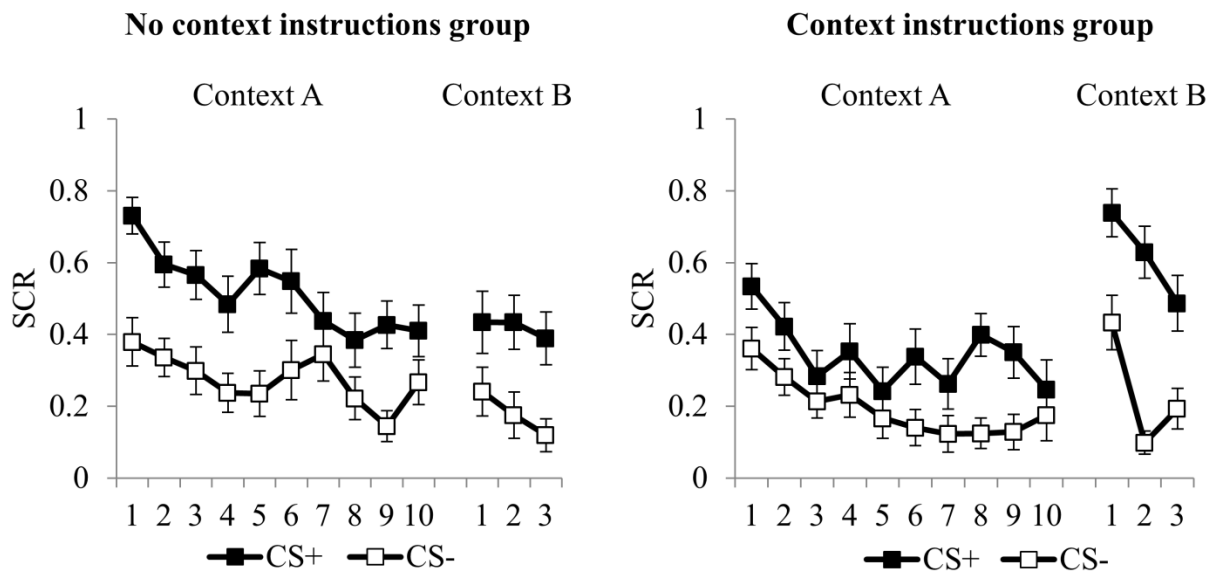 No context instructions group
Context A
Context B
SCR
1
0.8
0.6
0.4
0.2
0
1 2 3 4 5 6 7 8 9 10 1 2 3
CS+ CS-
Context instructions group
Context A
Context B
SCR
1
0.8
0.6
0.4
0.2
0
1 2 3 4 5 6 7 8 9 10 1 2 3
CS+ CS-